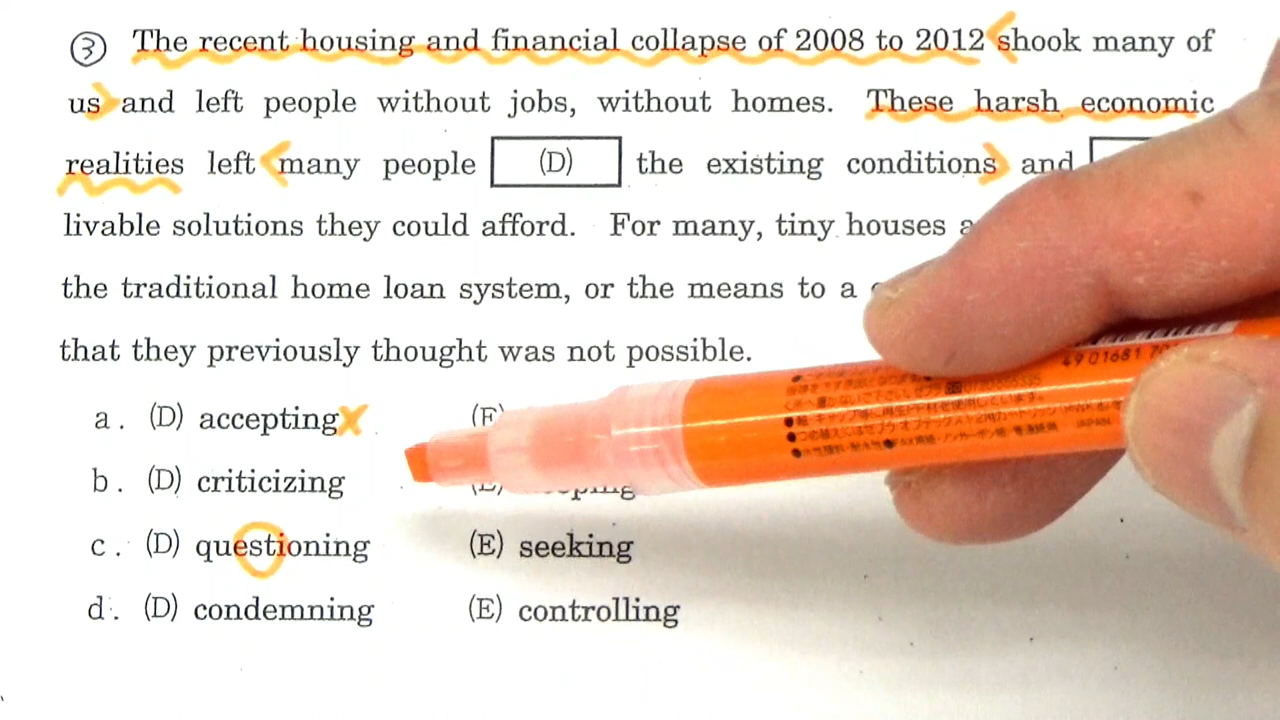 ③ The recent housing and financial collapse of 2008 to 2012 shook many of
us and left people without jobs, without homes. These harsh economic
realities left many people (D) the existing conditions and
livable solutions they could afford. For many, tiny houses a
the traditional home loan system, or the means to a
that they previously thought was not possible.
a. (D) accepting
b. (D) criticizing
c. (D) questioning (E) seeking
d. (D) condemning (E) controlling